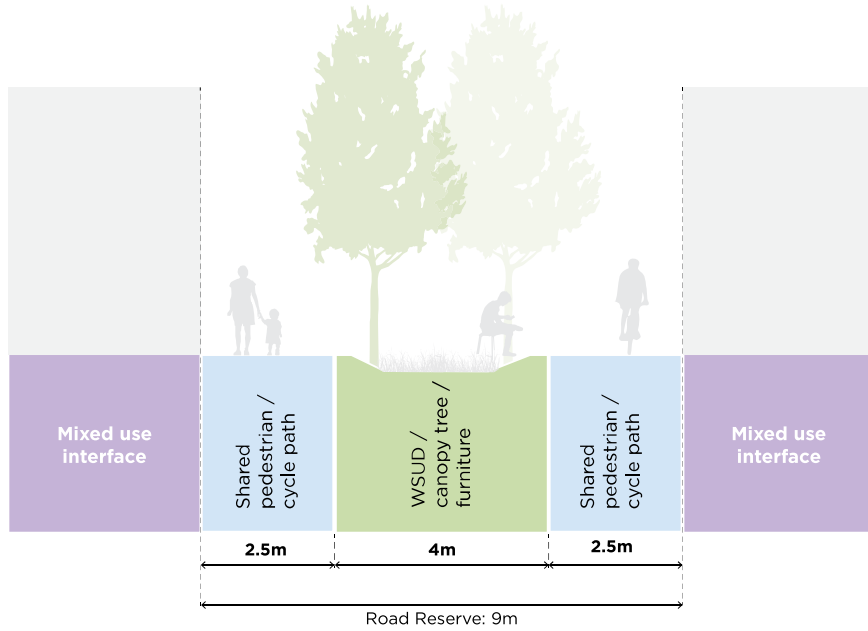 Mixed use
interface
Shared
pedestrian /
cycle path
WSUD /
canopy tree /
furniture
Shared
pedestrian /
cycle path
Mixed use
interface
2.5m
4m
2.5m
Road Reserve: 9m